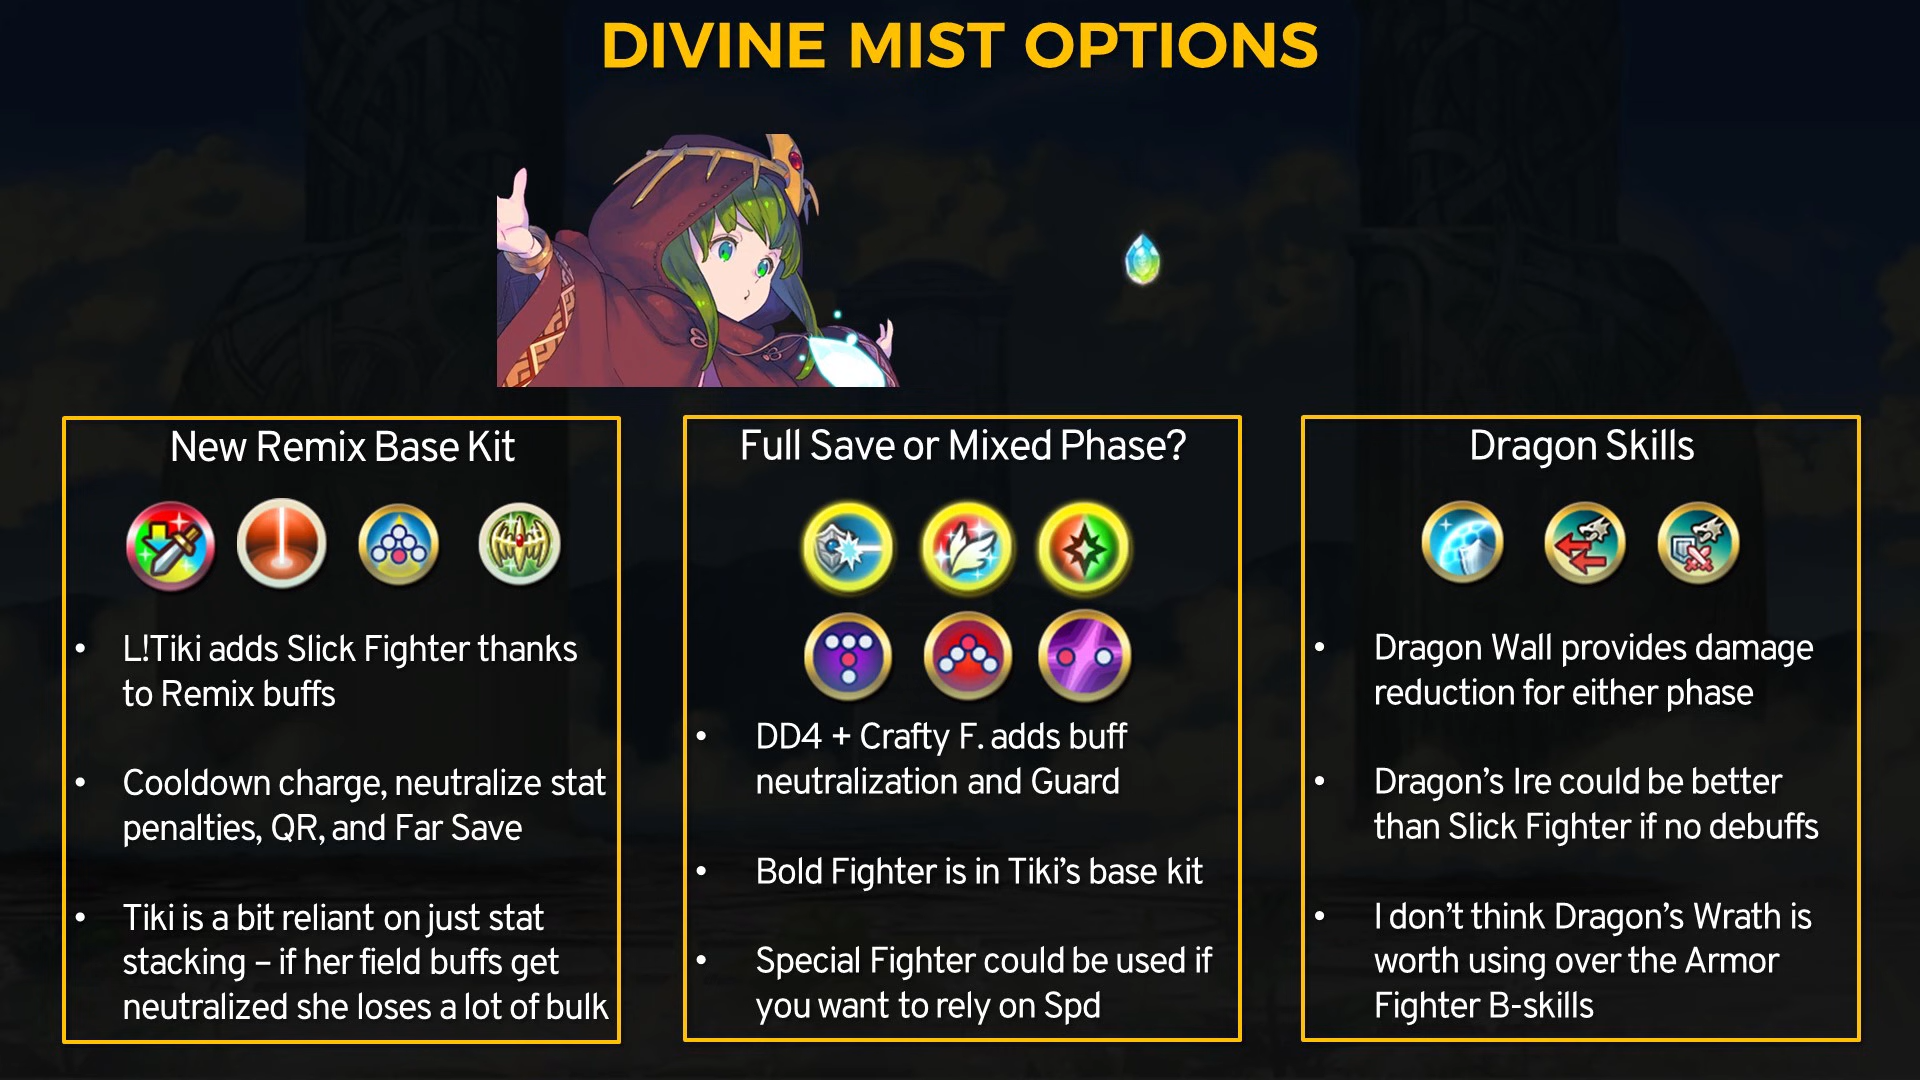 DIVINE MIST OPTIONS
New Remix Base Kit
• L!Tiki adds Slick Fighter thanks
to Remix buffs
• Cooldown charge, neutralize stat
penalties, QR, and Far Save
• Tiki is a bit reliant on just stat
stacking – if her field buffs get
neutralized she loses a lot of bulk
Full Save or Mixed Phase?
• DD4 + Crafty F. adds buff
neutralization and Guard
• Bold Fighter is in Tiki's base kit
• Special Fighter could be used if
you want to rely on Spd
Dragon Skills
• Dragon Wall provides damage
reduction for either phase
• Dragon's Ire could be better
than Slick Fighter if no debuffs
• I don't think Dragon's Wrath is
worth using over the Armor
Fighter B-skills